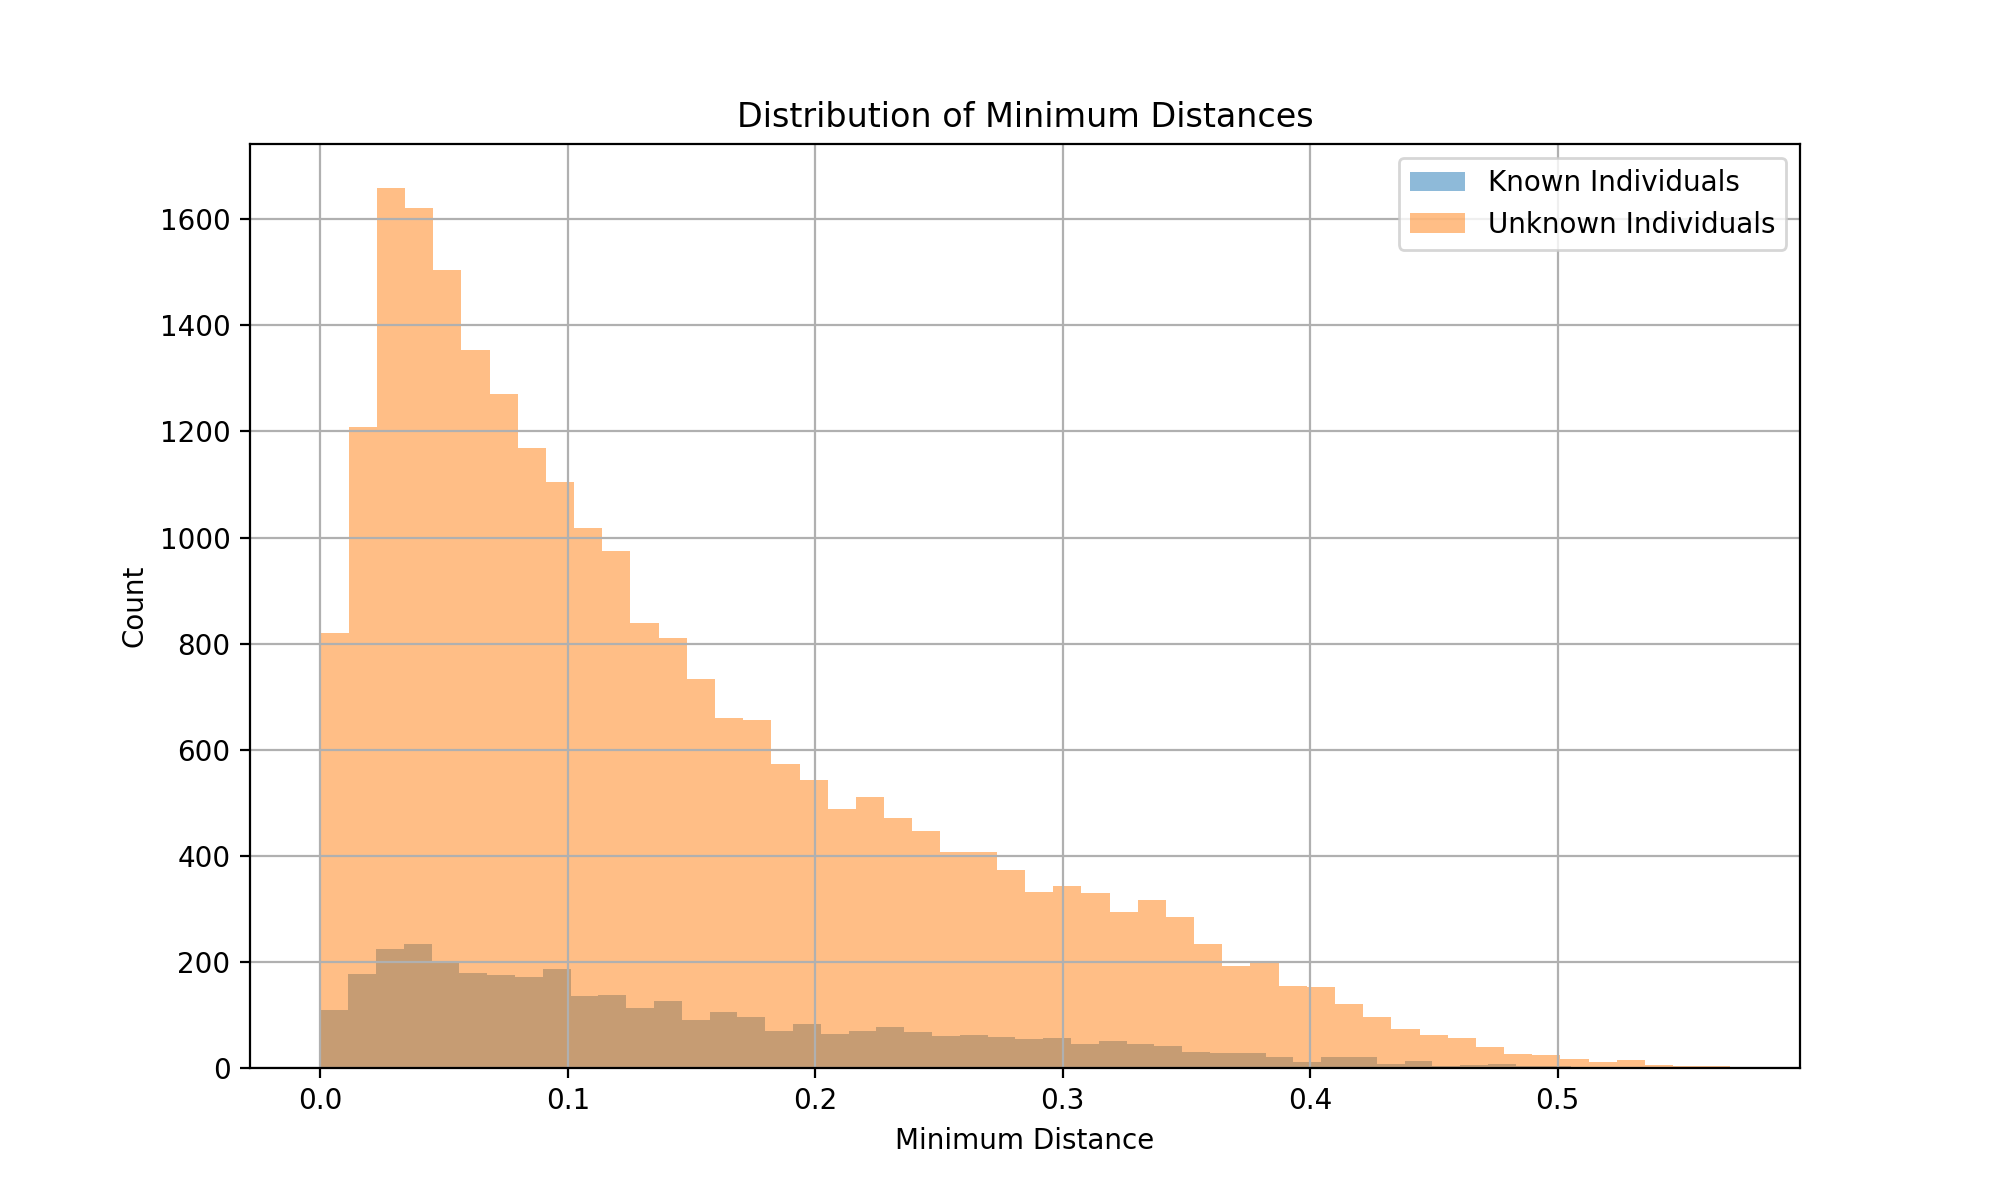 Distribution of Minimum Distances
Known Individuals
Unknown Individuals
1600
1400
1200
1000
800
600
400
200
0
Count
0.0 0.1 0.2 0.3 0.4 0.5
Minimum Distance